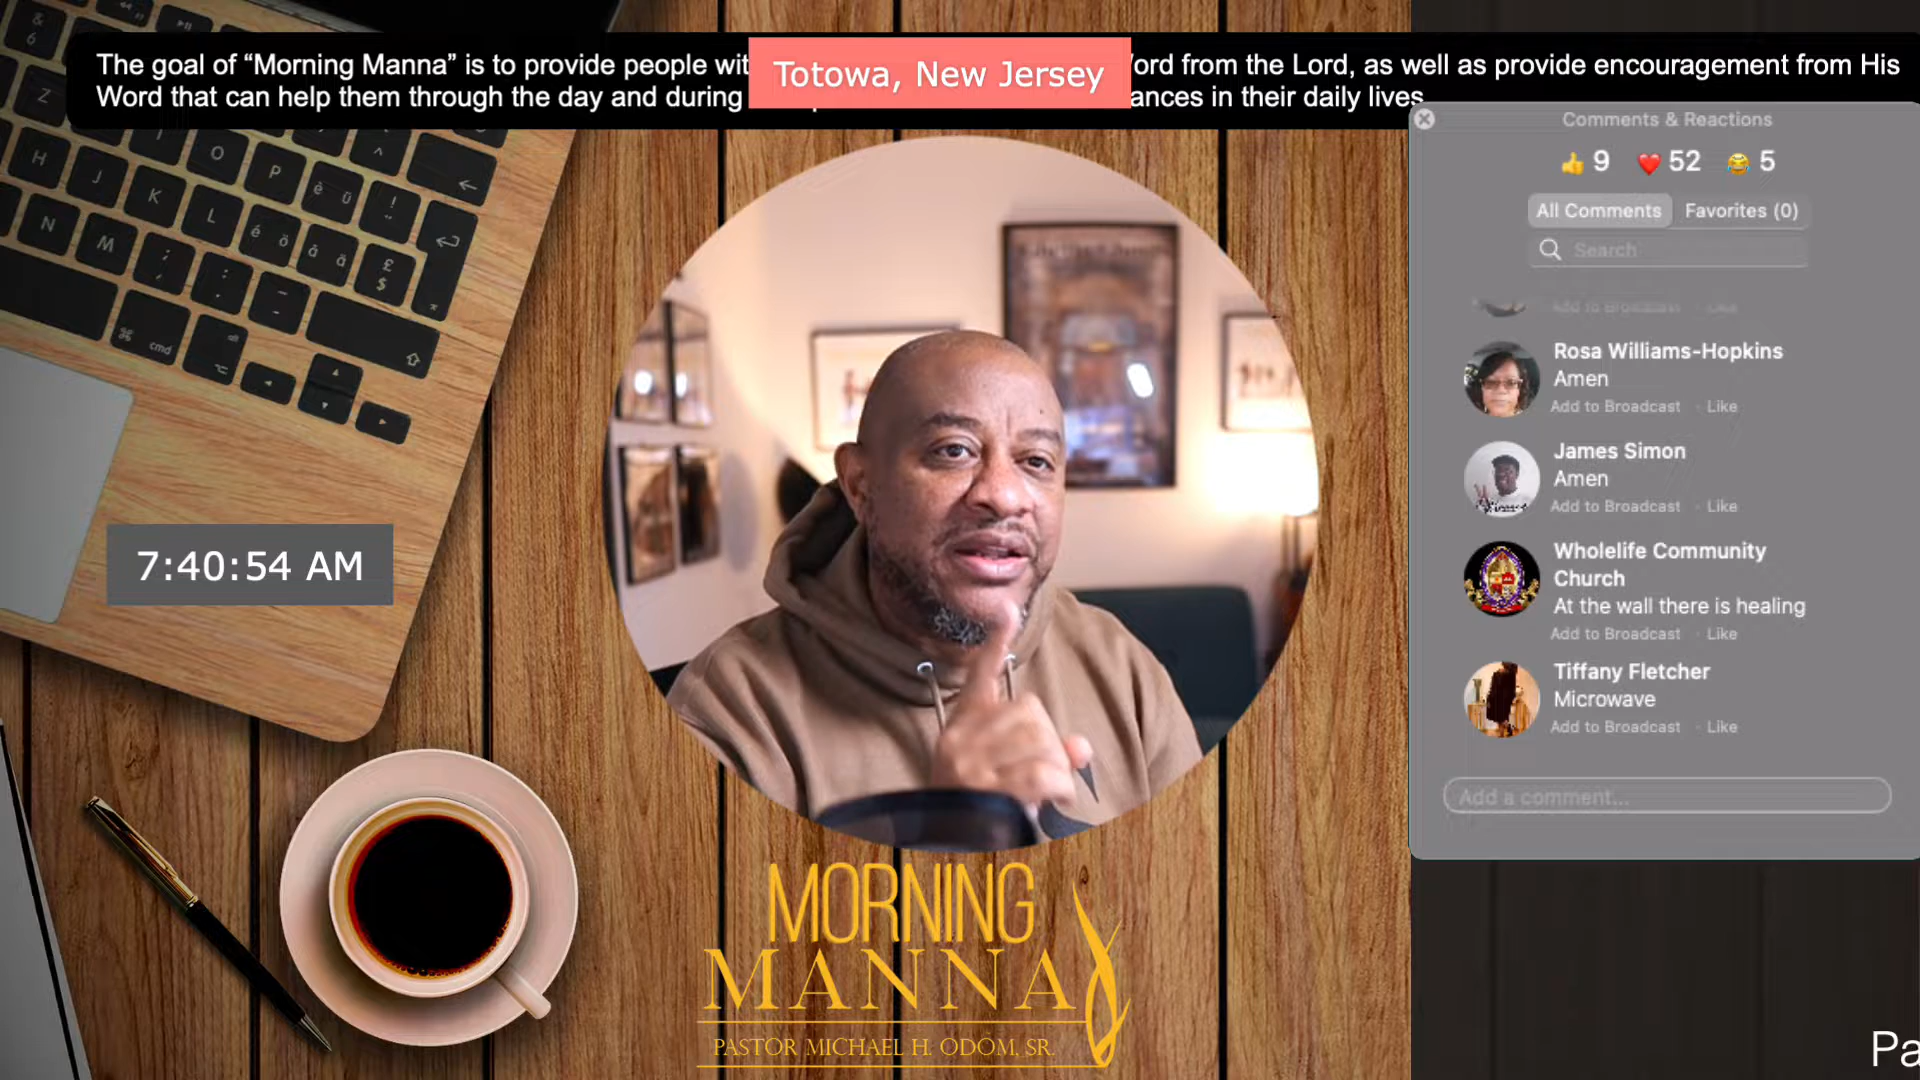 The goal of “Morning Manna” is to provide people wit
ord from the Lord, as well as provide encouragement from His
Totowa, New Jersey
Word that can help them through the day and during
ances in their daily lives.
Comments & Reactions
👍 9 ❤️ 52 😂 5
All Comments Favorites (0)
Search
Add to Broadcast · Like
Rosa Williams-Hopkins
Amen
Add to Broadcast · Like
James Simon
Amen
Add to Broadcast · Like
Wholelife Community
Church
At the wall there is healing
Add to Broadcast · Like
Tiffany Fletcher
Microwave
Add to Broadcast · Like
Add a comment...
7:40:54 AM
MORNING
MANNA
PASTOR MICHAEL H. ODOM, SR.
Pa